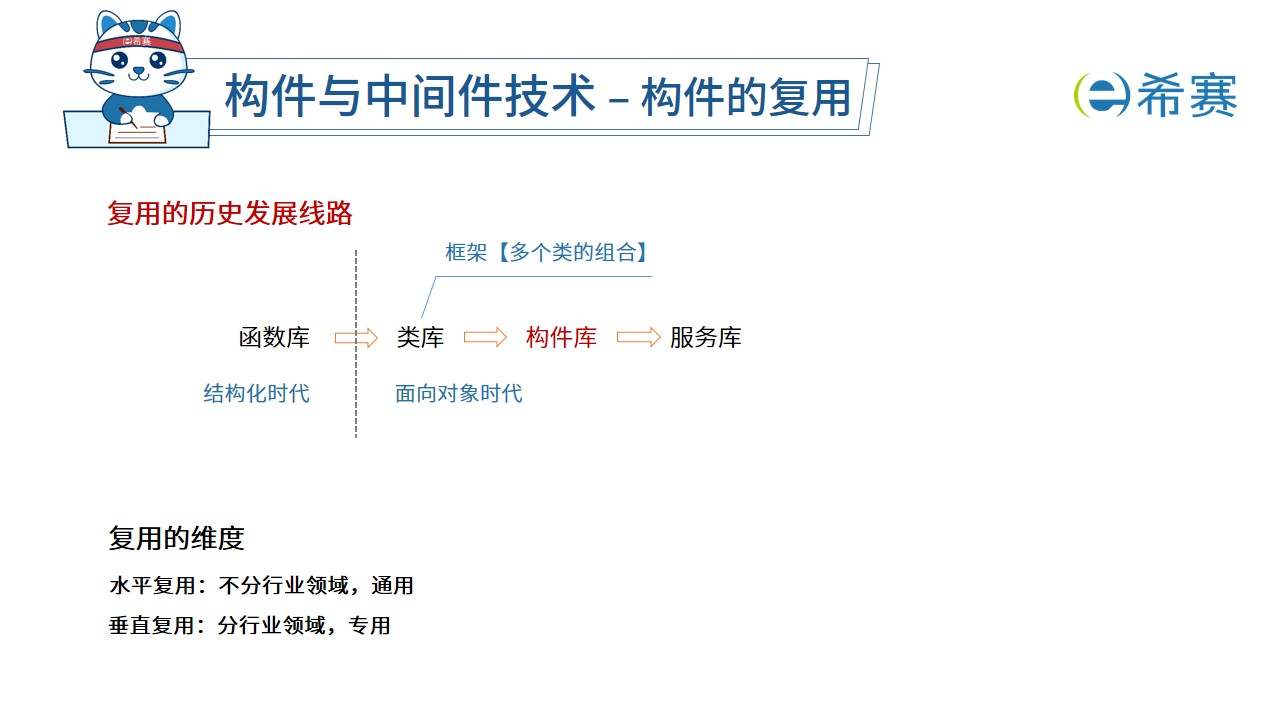 希赛
构件与中间件技术 – 构件的复用
希赛
复用的历史发展线路
框架【多个类的组合】
函数库
类库
构件库
服务库
结构化时代
面向对象时代
复用的维度
水平复用：不分行业领域，通用
垂直复用：分行业领域，专用